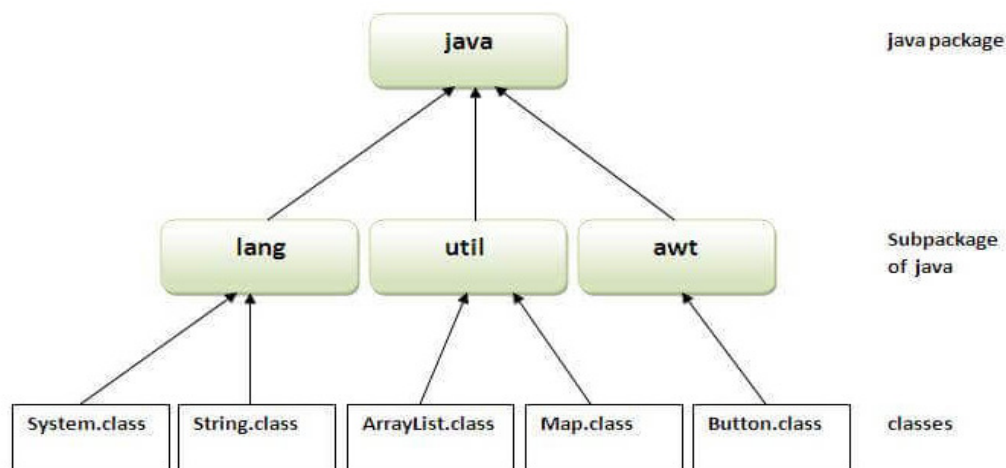 java
java package
lang
util
awt
Subpackage
of java
System.class
String.class
ArrayList.class
Map.class
Button.class
classes